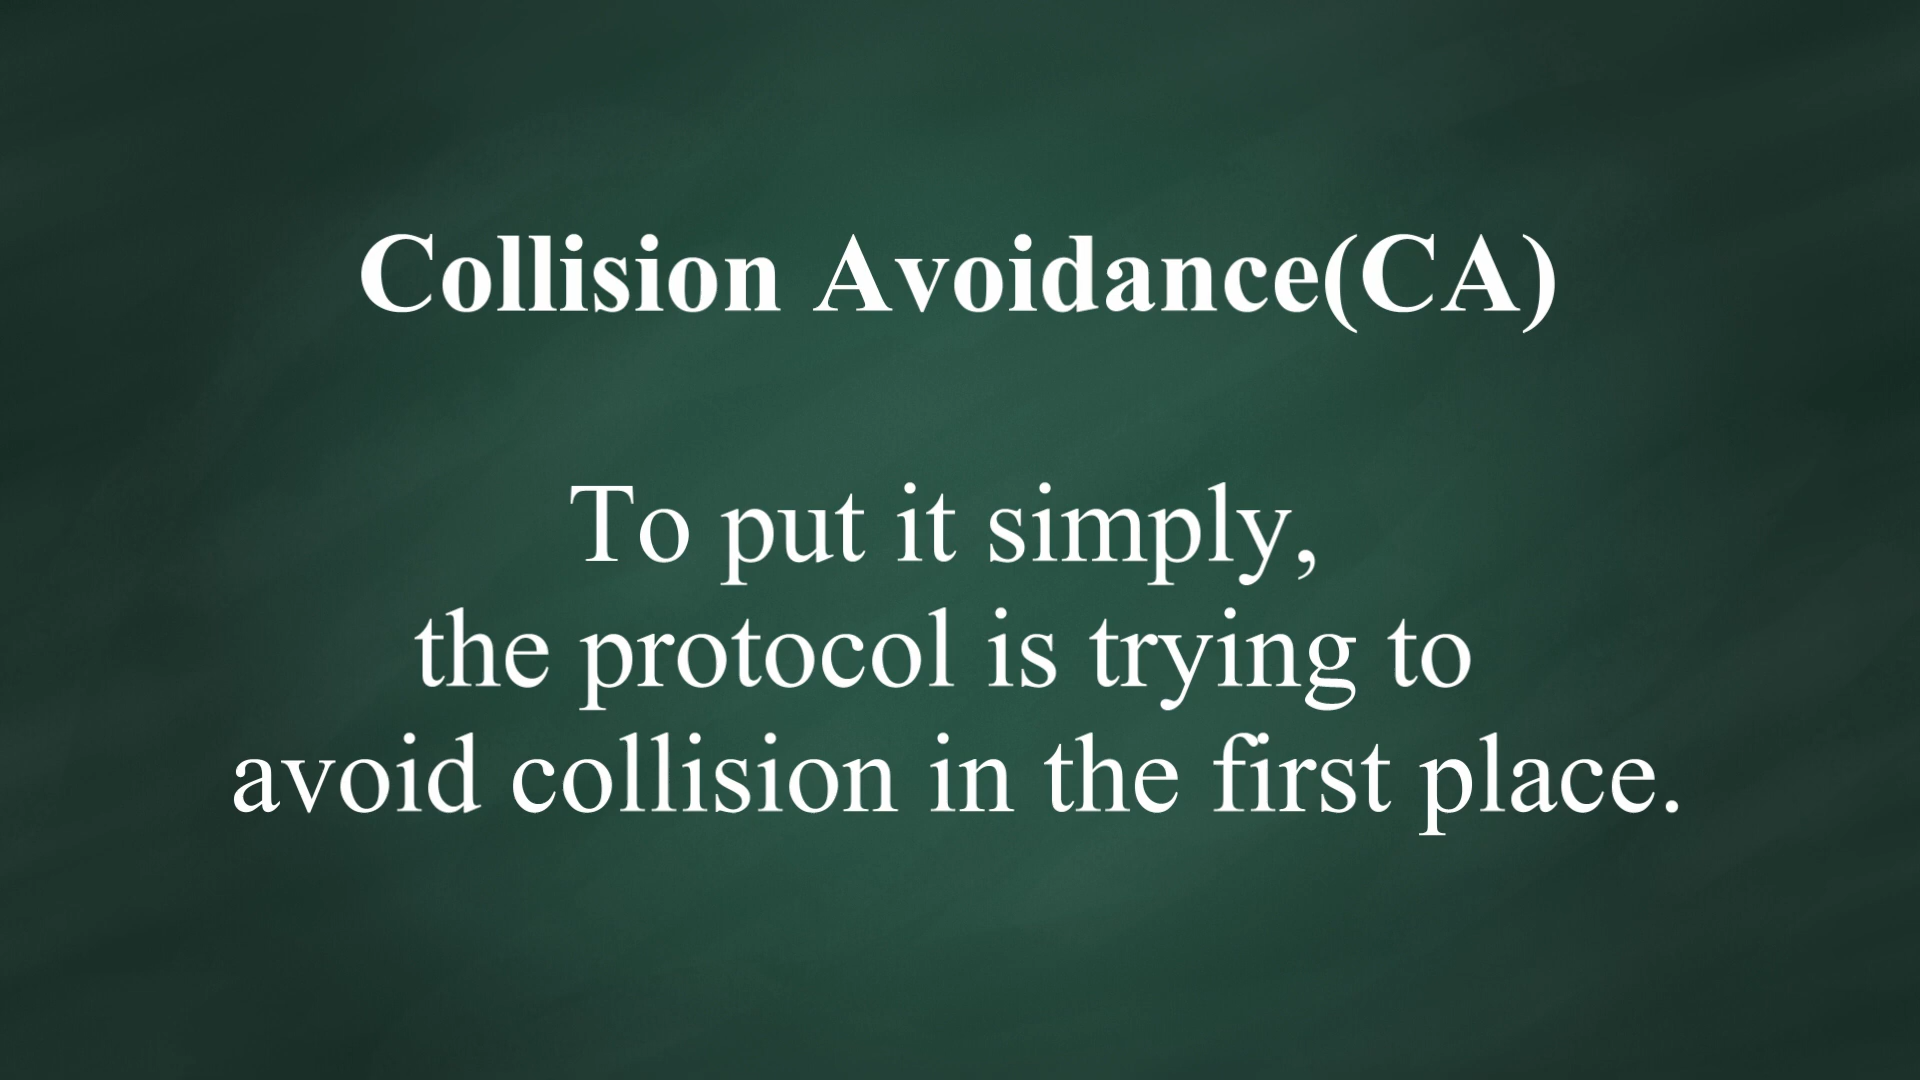 Collision Avoidance(CA)
To put it simply,
the protocol is trying to
avoid collision in the first place.